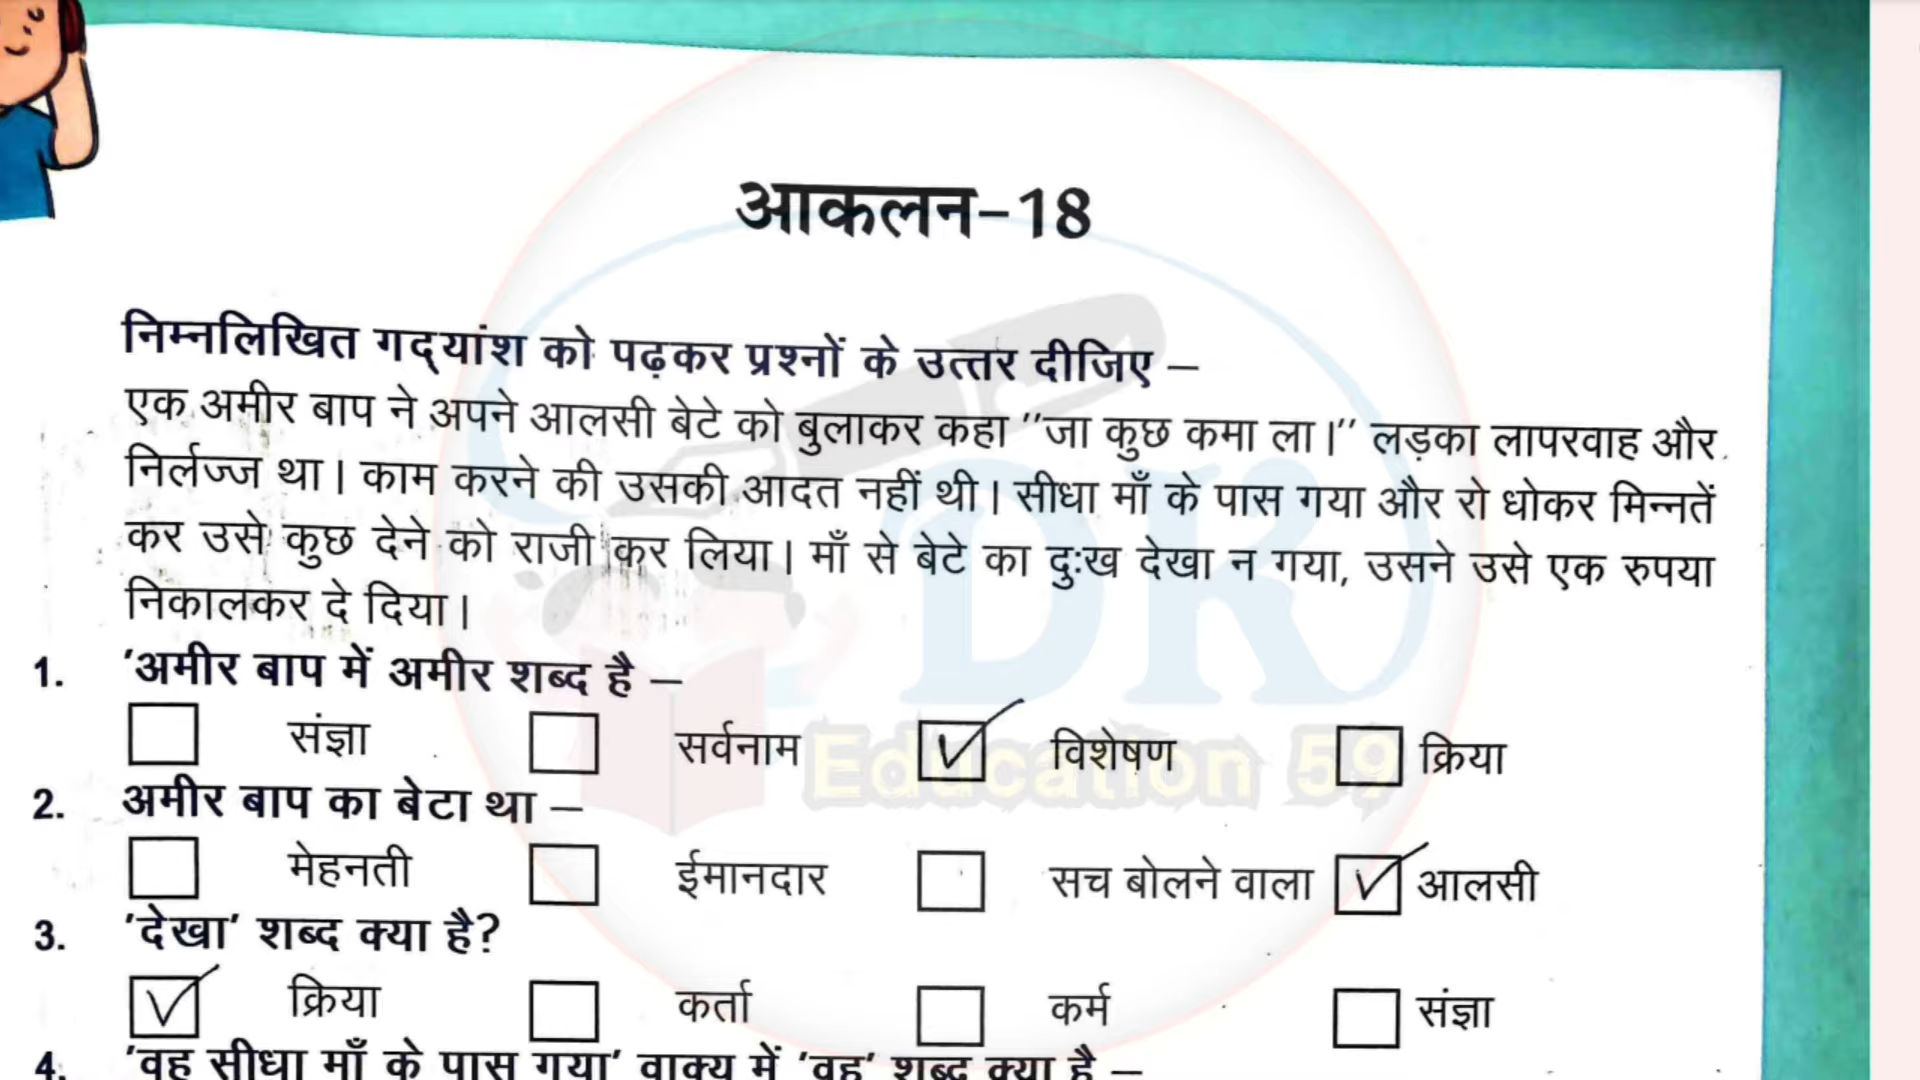 आकलन–18
निम्नलिखित गद्यांश को पढ़कर प्रश्नों के उत्तर दीजिए –
एक अमीर बाप ने अपने आलसी बेटे को बुलाकर कहा ''जा कुछ कमा ला।'' लड़का लापरवाह और
निर्लज्ज था। काम करने की उसकी आदत नहीं थी। सीधा माँ के पास गया और रो धोकर मिन्नतें
कर उसे कुछ देने को राजी कर लिया। माँ से बेटे का दुःख देखा न गया, उसने उसे एक रुपया
निकालकर दे दिया।
1. 'अमीर बाप में अमीर शब्द है –
संज्ञा सर्वनाम विशेषण क्रिया
2. अमीर बाप का बेटा था –
मेहनती ईमानदार सच बोलने वाला आलसी
3. 'देखा' शब्द क्या है?
क्रिया कर्ता कर्म संज्ञा
4. 'वह सीधा माँ के पास गया' वाक्य में 'वह' शब्द क्या है –
DK
Education 59